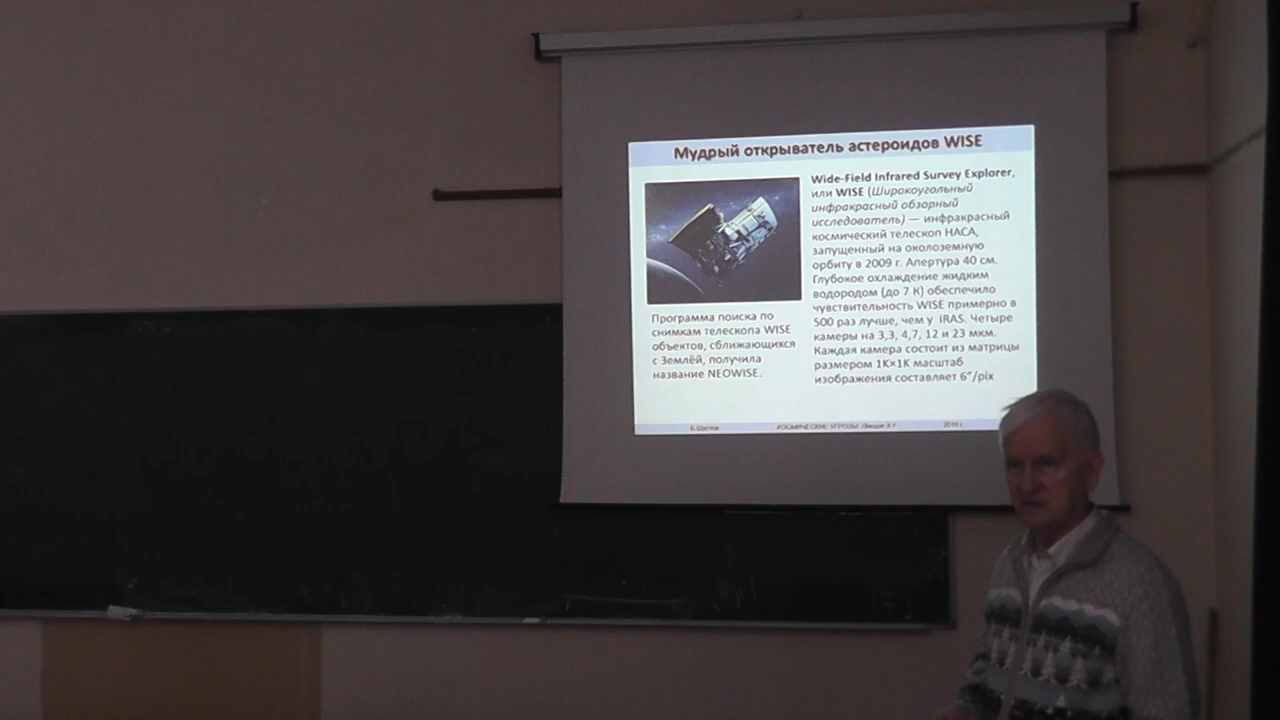 Мудрый открыватель астероидов WISE
Программа поиска по
снимкам телескопа WISE
объектов, сближающихся
с Землёй, получила
название NEOWISE.
Wide-Field Infrared Survey Explorer,
или WISE (Широкоугольный
инфракрасный обзорный
исследователь) — инфракрасный
космический телескоп НАСА,
запущенный на околоземную
орбиту в 2009 г. Апертура 40 см.
Глубокое охлаждение жидким
водородом (до 7 К) обеспечило
чувствительность WISE примерно в
500 раз лучше, чем у IRAS. Четыре
камеры на 3,3, 4,7, 12 и 23 мкм.
Каждая камера состоит из матрицы
размером 1K×1K масштаб
изображения составляет 6"/pix
Б. Шустов КОСМИЧЕСКИЕ УГРОЗЫ: Лекция